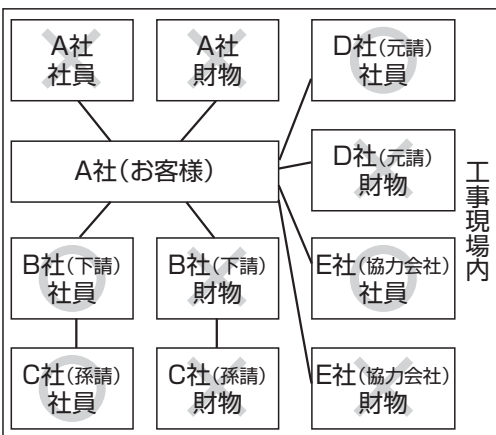 A社
社員
A社
財物
D社(元請)
社員
A社(お客様)
D社(元請)
財物
B社(下請)
社員
B社(下請)
財物
E社(協力会社)
社員
C社(孫請)
社員
C社(孫請)
財物
E社(協力会社)
財物
工事現場内